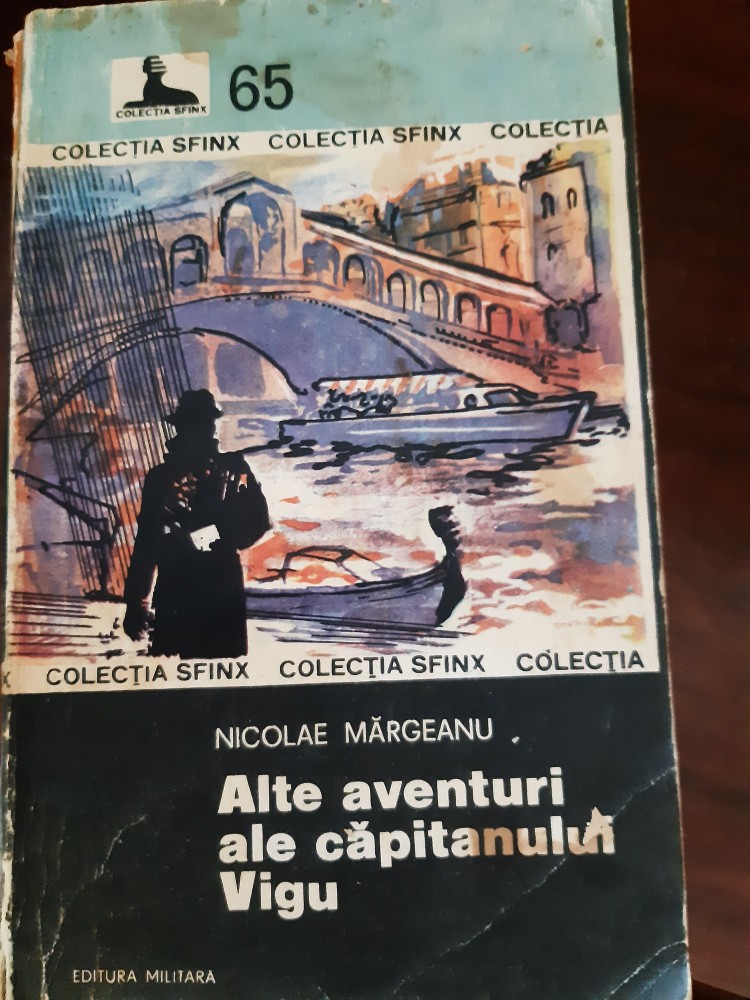 COLECȚIA SFINX
65
COLECȚIA SFINX COLECȚIA SFINX COLECȚIA
X COLECȚIA SFINX COLECȚIA SFINX COLECȚIA
NICOLAE MĂRGEANU
Alte aventuri
ale căpitanului
Vigu
EDITURA MILITARA